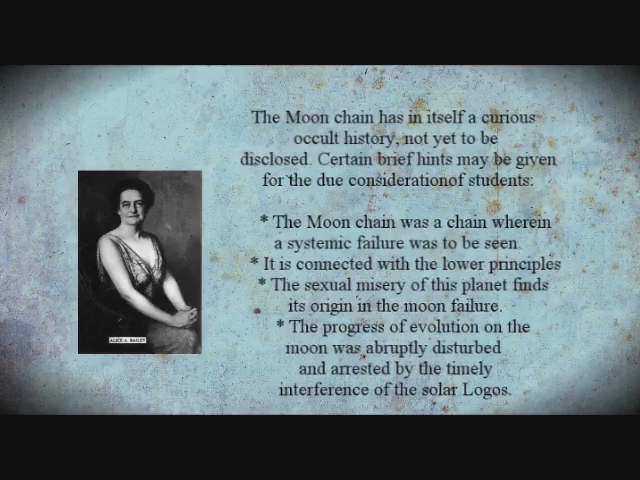 The Moon chain has in itself a curious
occult history, not yet to be
disclosed. Certain brief hints may be given
for the due considerationof students:
* The Moon chain was a chain wherein
a systemic failure was to be seen.
* It is connected with the lower principles
* The sexual misery of this planet finds
its origin in the moon failure.
* The progress of evolution on the
moon was abruptly disturbed
and arrested by the timely
interference of the solar Logos.
ALICE A. BAILEY